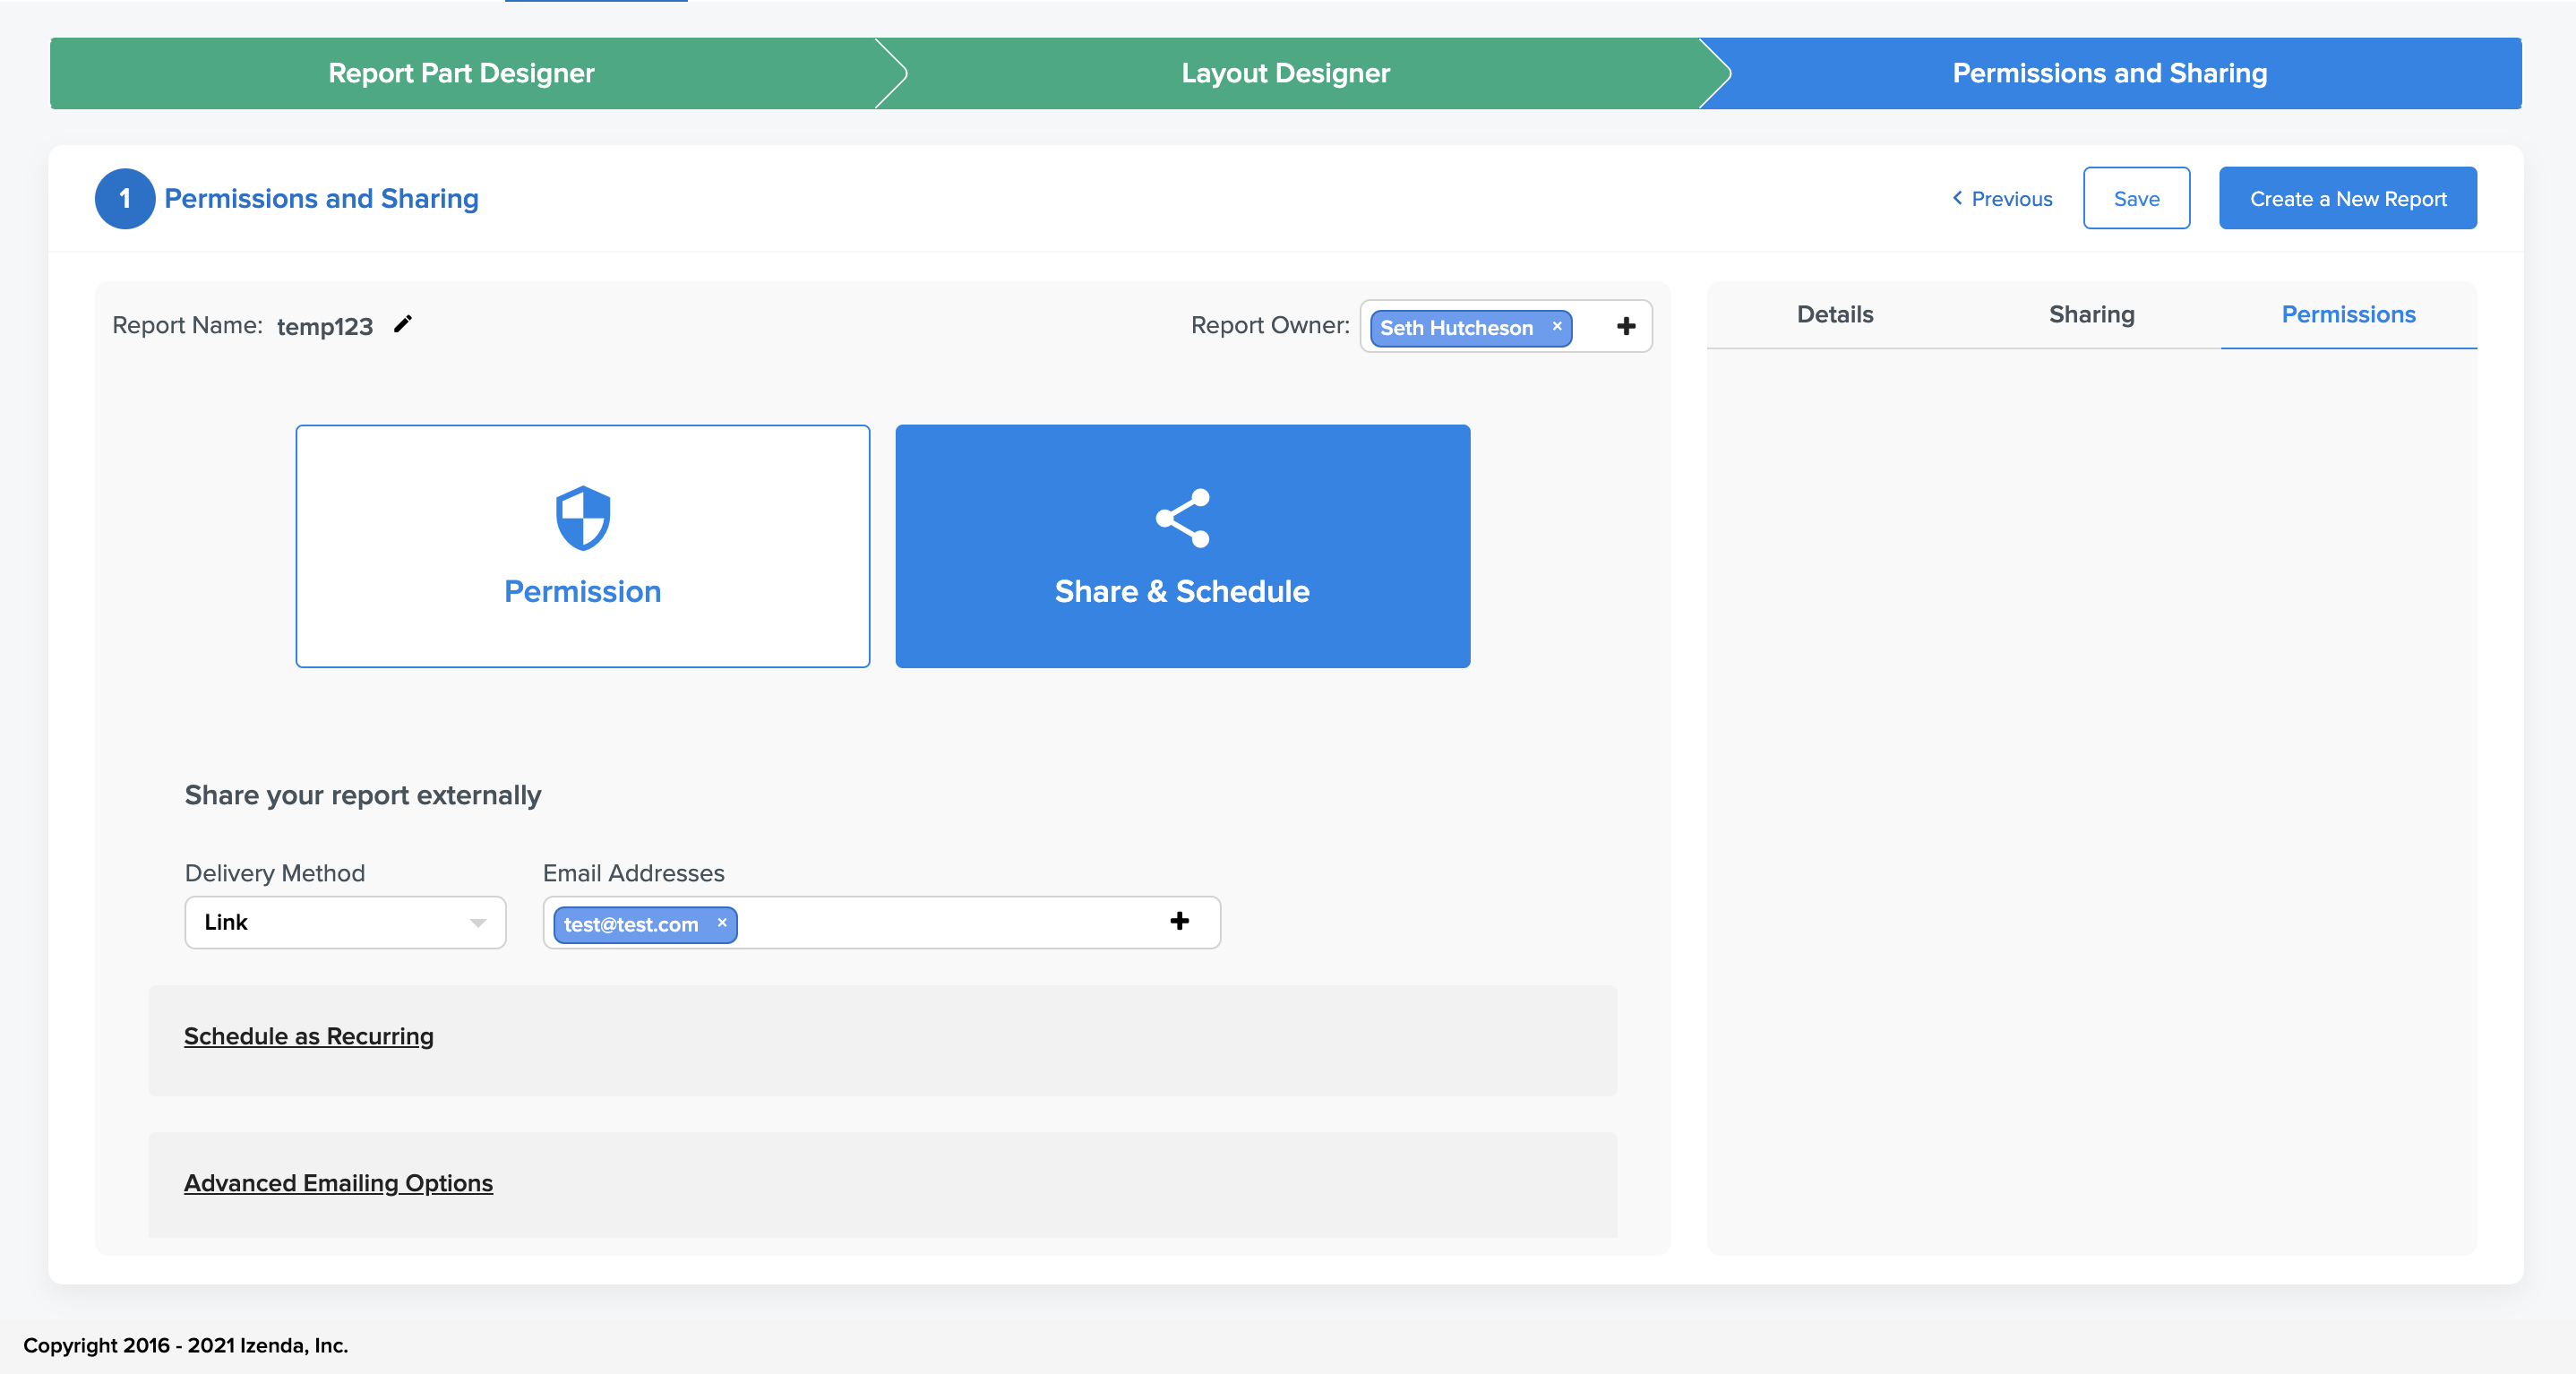 Report Part Designer
Layout Designer
Permissions and Sharing
1 Permissions and Sharing
Previous
Save
Create a New Report
Report Name: temp123
Report Owner: Seth Hutcheson ×
Details
Sharing
Permissions
Permission
Share & Schedule
Share your report externally
Delivery Method
Email Addresses
Link
test@test.com ×
Schedule as Recurring
Advanced Emailing Options
Copyright 2016 - 2021 Izenda, Inc.